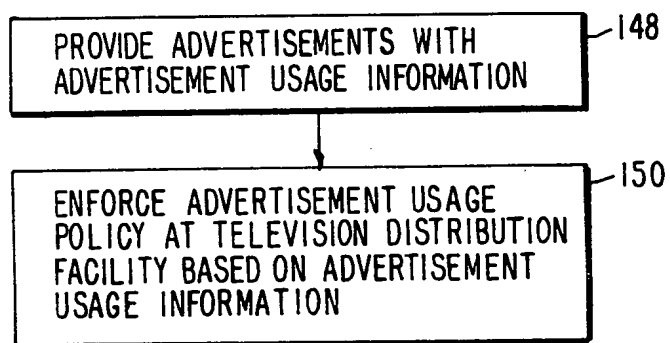 PROVIDE ADVERTISEMENTS WITH
ADVERTISEMENT USAGE INFORMATION
148
ENFORCE ADVERTISEMENT USAGE
POLICY AT TELEVISION DISTRIBUTION
FACILITY BASED ON ADVERTISEMENT
USAGE INFORMATION
150